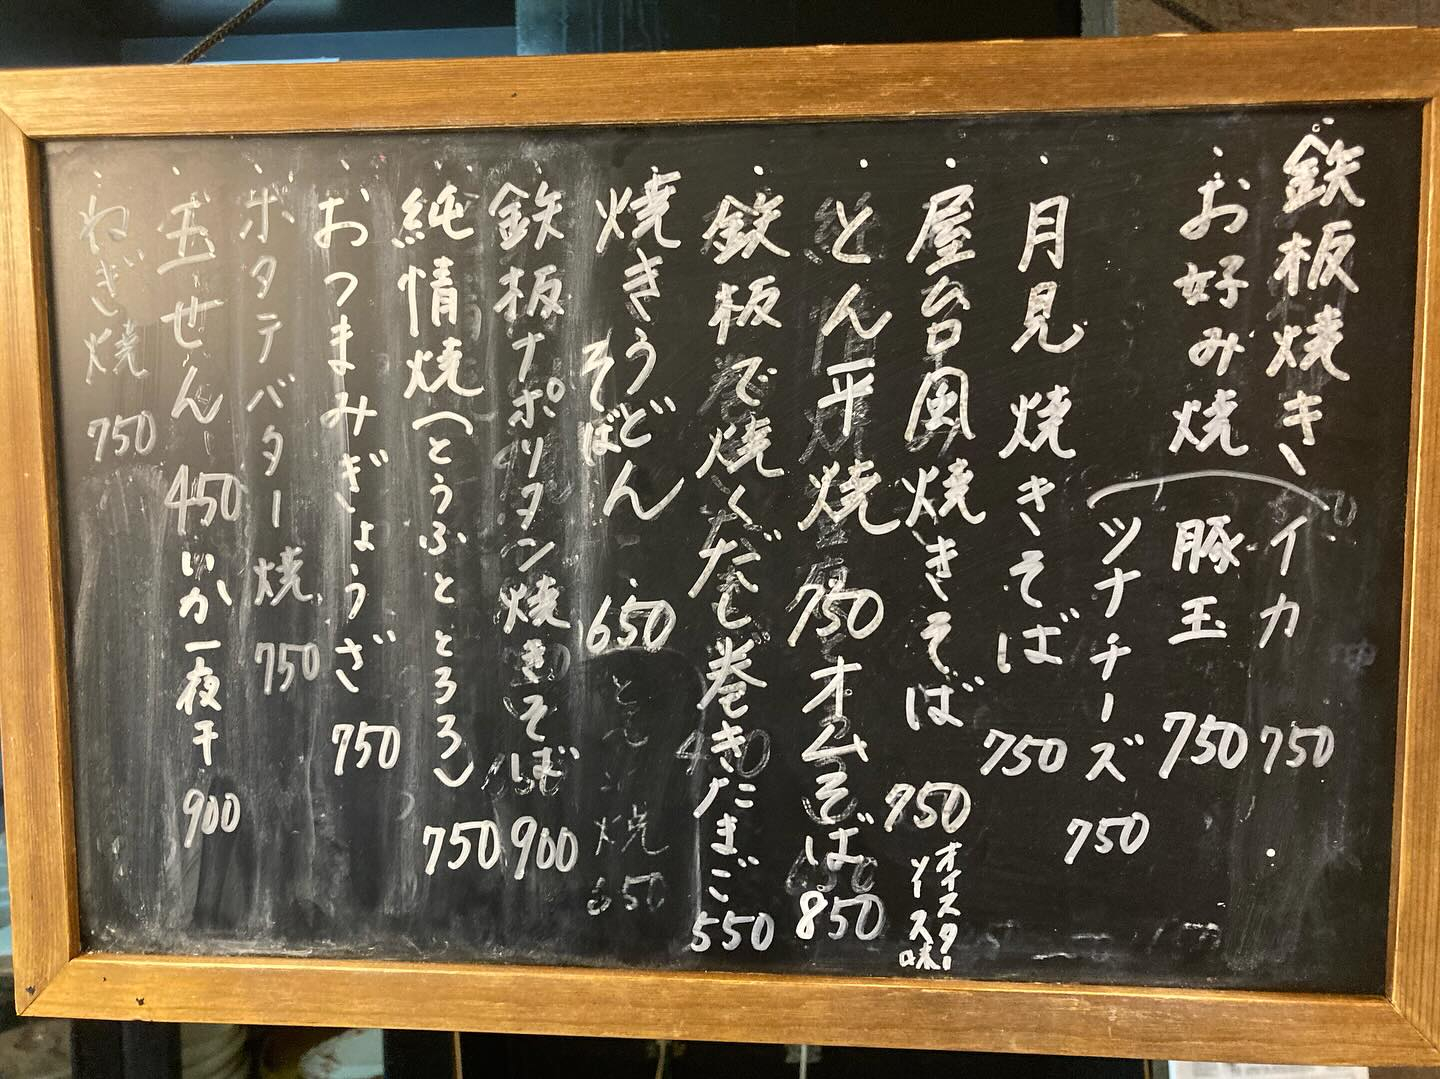 鉄板焼き
お好み焼
イカ 750
豚玉 750
ツナチーズ 750
月見焼きそば 750
屋台風焼きそば 750
オイスター
ソース味
とん平焼 750
オムそば 850
鉄板で焼くだし巻きたまご 550
焼きうどん
そば
650
鉄板ナポリタン焼きそば 900
純情焼(とうふととろろ) 750
おつまみぎょうざ 750
ポタテバター焼 750
玉せん 450
いか一夜干 900
ねぎ焼 750